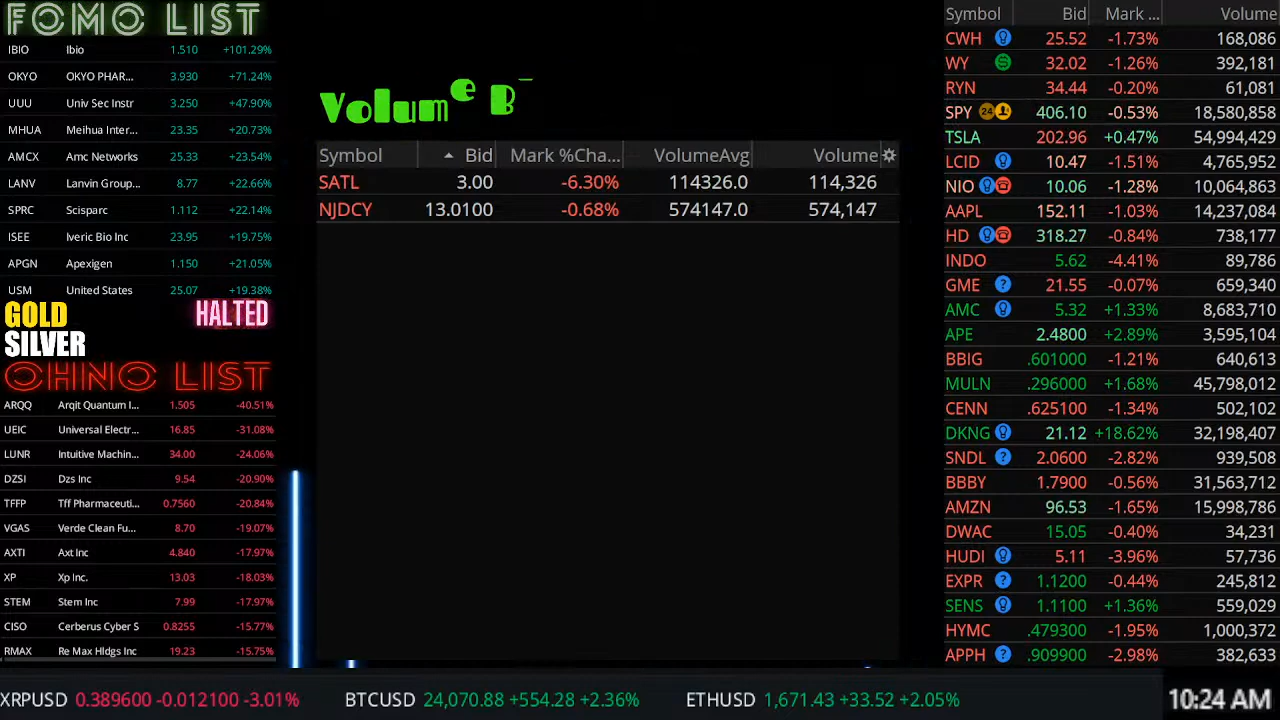 FOMO LIST
IBIO Ibio 1.510 +101.29%
OKYO OKYO PHAR... 3.930 +71.24%
UUU Univ Sec Instr 3.250 +47.90%
MHUA Meihua Inter... 23.35 +20.73%
AMCX Amc Networks 25.33 +23.54%
LANV Lanvin Group... 8.77 +22.66%
SPRC Scisparc 1.112 +22.14%
ISEE Iveric Bio Inc 23.95 +19.75%
APGN Apexigen 1.150 +21.05%
USM United States 25.07 +19.38%
GOLD HALTED
SILVER
OHNO LIST
ARQQ Arqit Quantum I... 1.505 -40.51%
UEIC Universal Electr... 16.85 -31.08%
LUNR Intuitive Machin... 34.00 -24.06%
DZSI Dzs Inc 9.54 -20.90%
TFFP Tff Pharmaceuti... 0.7560 -20.84%
VGAS Verde Clean Fu... 8.70 -19.07%
AXTI Axt Inc 4.840 -17.97%
XP Xp Inc. 13.03 -18.03%
STEM Stem Inc 7.99 -17.97%
CISO Cerberus Cyber S 0.8255 -15.77%
RMAX Re Max Hldgs Inc 19.23 -15.75%
Volume B
Symbol Bid Mark %Cha... VolumeAvg Volume
SATL 3.00 -6.30% 114326.0 114,326
NJDCY 13.0100 -0.68% 574147.0 574,147
Symbol Bid Mark ... Volume
CWH 25.52 -1.73% 168,086
WY 32.02 -1.26% 392,181
RYN 34.44 -0.20% 61,081
SPY 24 406.10 -0.53% 18,580,858
TSLA 202.96 +0.47% 54,994,429
LCID 10.47 -1.51% 4,765,952
NIO 10.06 -1.28% 10,064,863
AAPL 152.11 -1.03% 14,237,084
HD 318.27 -0.84% 738,177
INDO 5.62 -4.41% 89,786
GME ? 21.55 -0.07% 659,340
AMC 5.32 +1.33% 8,683,710
APE 2.4800 +2.89% 3,595,104
BBIG .601000 -1.21% 640,613
MULN .296000 +1.68% 45,798,012
CENN .625100 -1.34% 502,102
DKNG 21.12 +18.62% 32,198,407
SNDL ? 2.0600 -2.82% 939,508
BBBY 1.7900 -0.56% 31,563,712
AMZN 96.53 -1.65% 15,998,786
DWAC 15.05 -0.40% 34,231
HUDI 5.11 -3.96% 57,736
EXPR ? 1.1200 -0.44% 245,812
SENS 1.1100 +1.36% 559,029
HYMC .479300 -1.95% 1,000,372
APPH ? .909900 -2.98% 382,633
XRPUSD 0.389600 -0.012100 -3.01% BTCUSD 24,070.88 +554.28 +2.36% ETHUSD 1,671.43 +33.52 +2.05% 10:24 AM